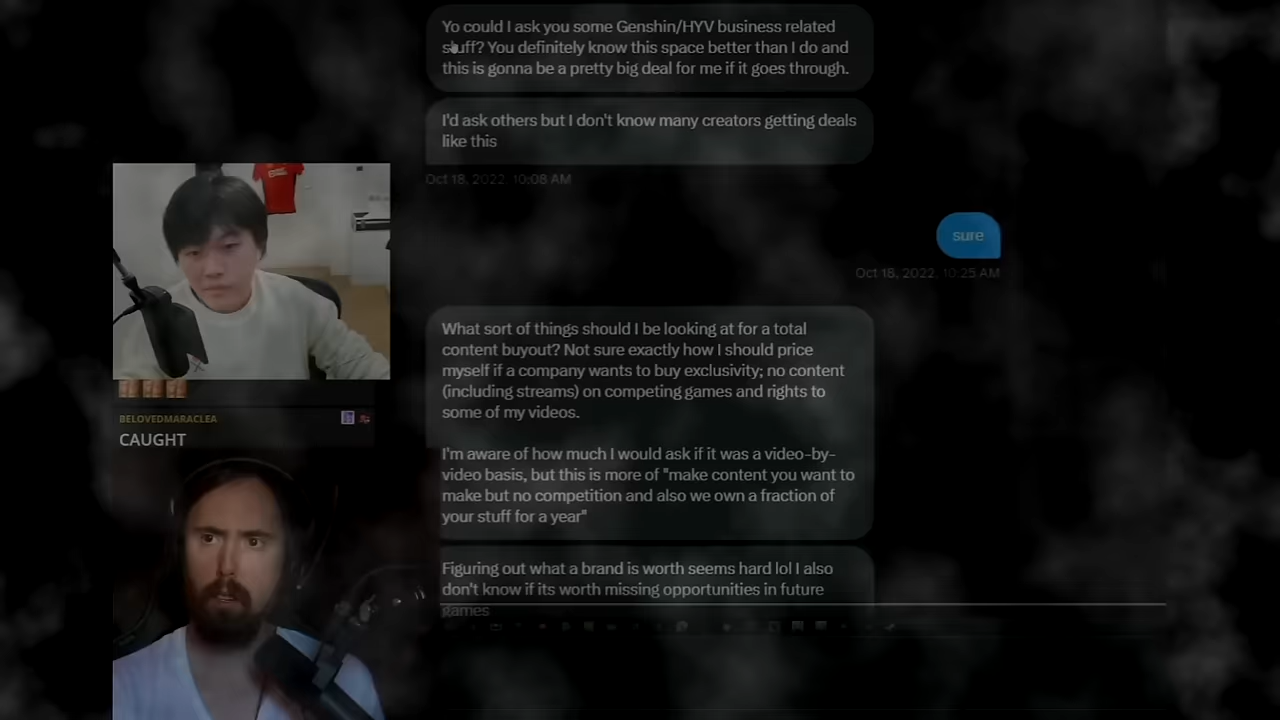 Yo could I ask you some Genshin/HYV business related
stuff? You definitely know this space better than I do and
this is gonna be a pretty big deal for me if it goes through.
I'd ask others but I don't know many creators getting deals
like this
Oct 18, 2022, 10:08 AM
sure
Oct 18, 2022, 10:25 AM
What sort of things should I be looking at for a total
content buyout? Not sure exactly how I should price
myself if a company wants to buy exclusivity; no content
(including streams) on competing games and rights to
some of my videos.
I'm aware of how much I would ask if it was a video-by-
video basis, but this is more of "make content you want to
make but no competition and also we own a fraction of
your stuff for a year"
Figuring out what a brand is worth seems hard lol I also
don't know if its worth missing opportunities in future
games
BELOVEDMARACLEA
CAUGHT